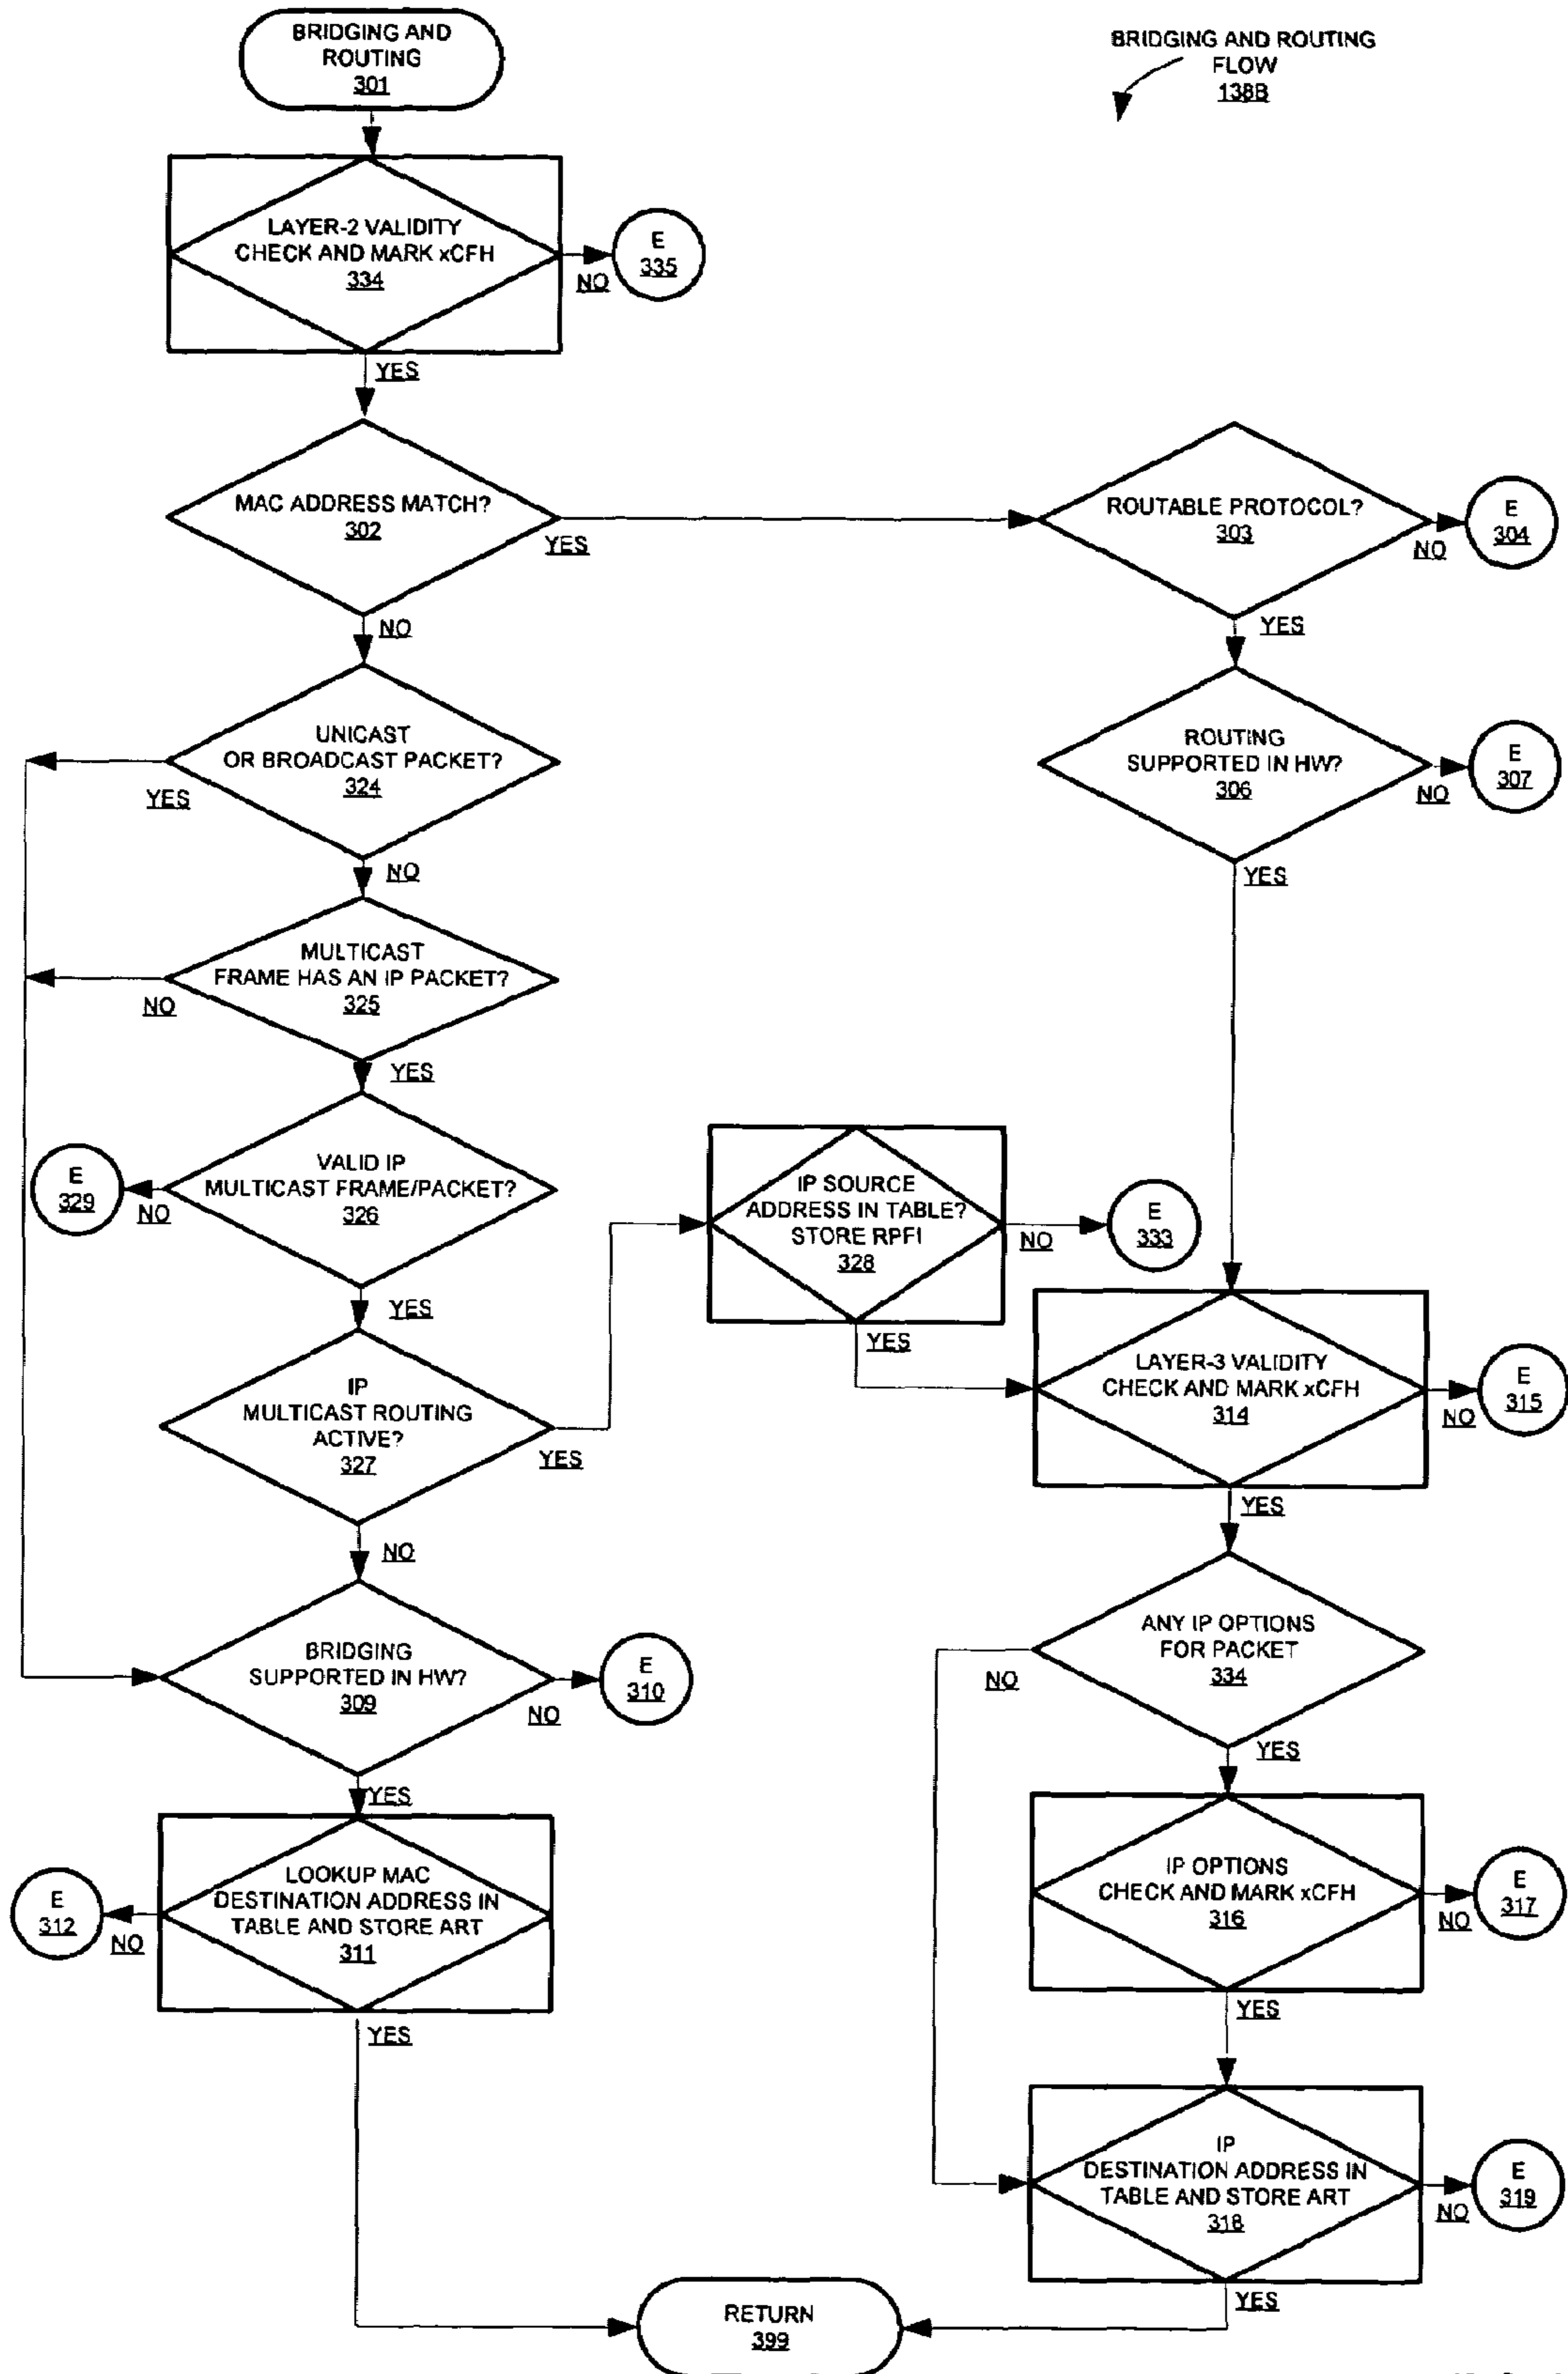 BRIDGING AND
ROUTING
301
BRIDGING AND ROUTING
FLOW
138B
LAYER-2 VALIDITY
CHECK AND MARK xCFH
334
NO
E
335
YES
MAC ADDRESS MATCH?
302
YES
ROUTABLE PROTOCOL?
303
NO
E
304
NO
YES
UNICAST
OR BROADCAST PACKET?
324
YES
ROUTING
SUPPORTED IN HW?
306
NO
E
307
NO
YES
MULTICAST
FRAME HAS AN IP PACKET?
325
NO
YES
VALID IP
MULTICAST FRAME/PACKET?
326
E
329
NO
YES
IP SOURCE
ADDRESS IN TABLE?
STORE RPFI
328
NO
E
333
YES
IP
MULTICAST ROUTING
ACTIVE?
327
YES
LAYER-3 VALIDITY
CHECK AND MARK xCFH
314
NO
E
315
YES
NO
BRIDGING
SUPPORTED IN HW?
309
NO
E
310
YES
ANY IP OPTIONS
FOR PACKET
334
NO
YES
LOOKUP MAC
DESTINATION ADDRESS IN
TABLE AND STORE ART
311
E
312
NO
YES
IP OPTIONS
CHECK AND MARK xCFH
316
NO
E
317
YES
IP
DESTINATION ADDRESS IN
TABLE AND STORE ART
318
NO
E
319
YES
RETURN
399